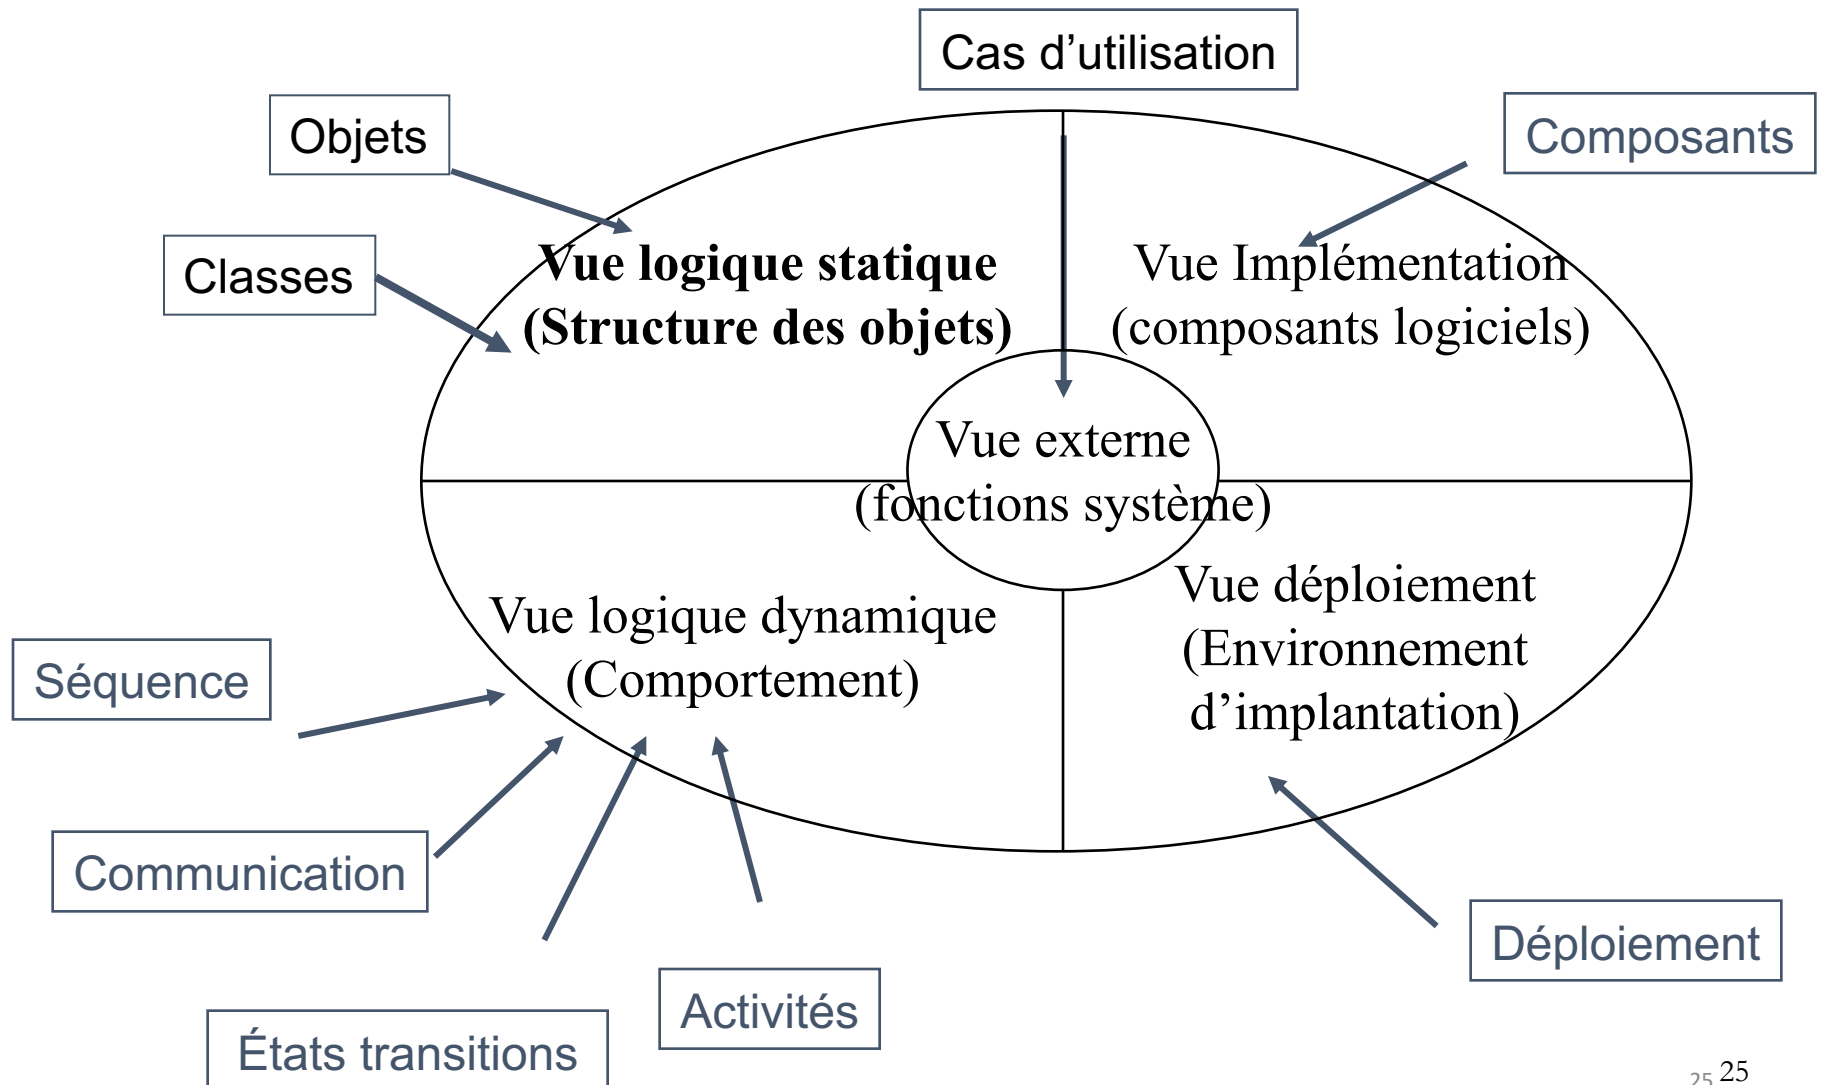 Cas d’utilisation
Objets
Composants
Classes
Vue logique statique
(Structure des objets)
Vue Implémentation
(composants logiciels)
Vue externe
(fonctions système)
Vue logique dynamique
(Comportement)
Vue déploiement
(Environnement
d’implantation)
Séquence
Communication
Déploiement
Activités
États transitions
25 25